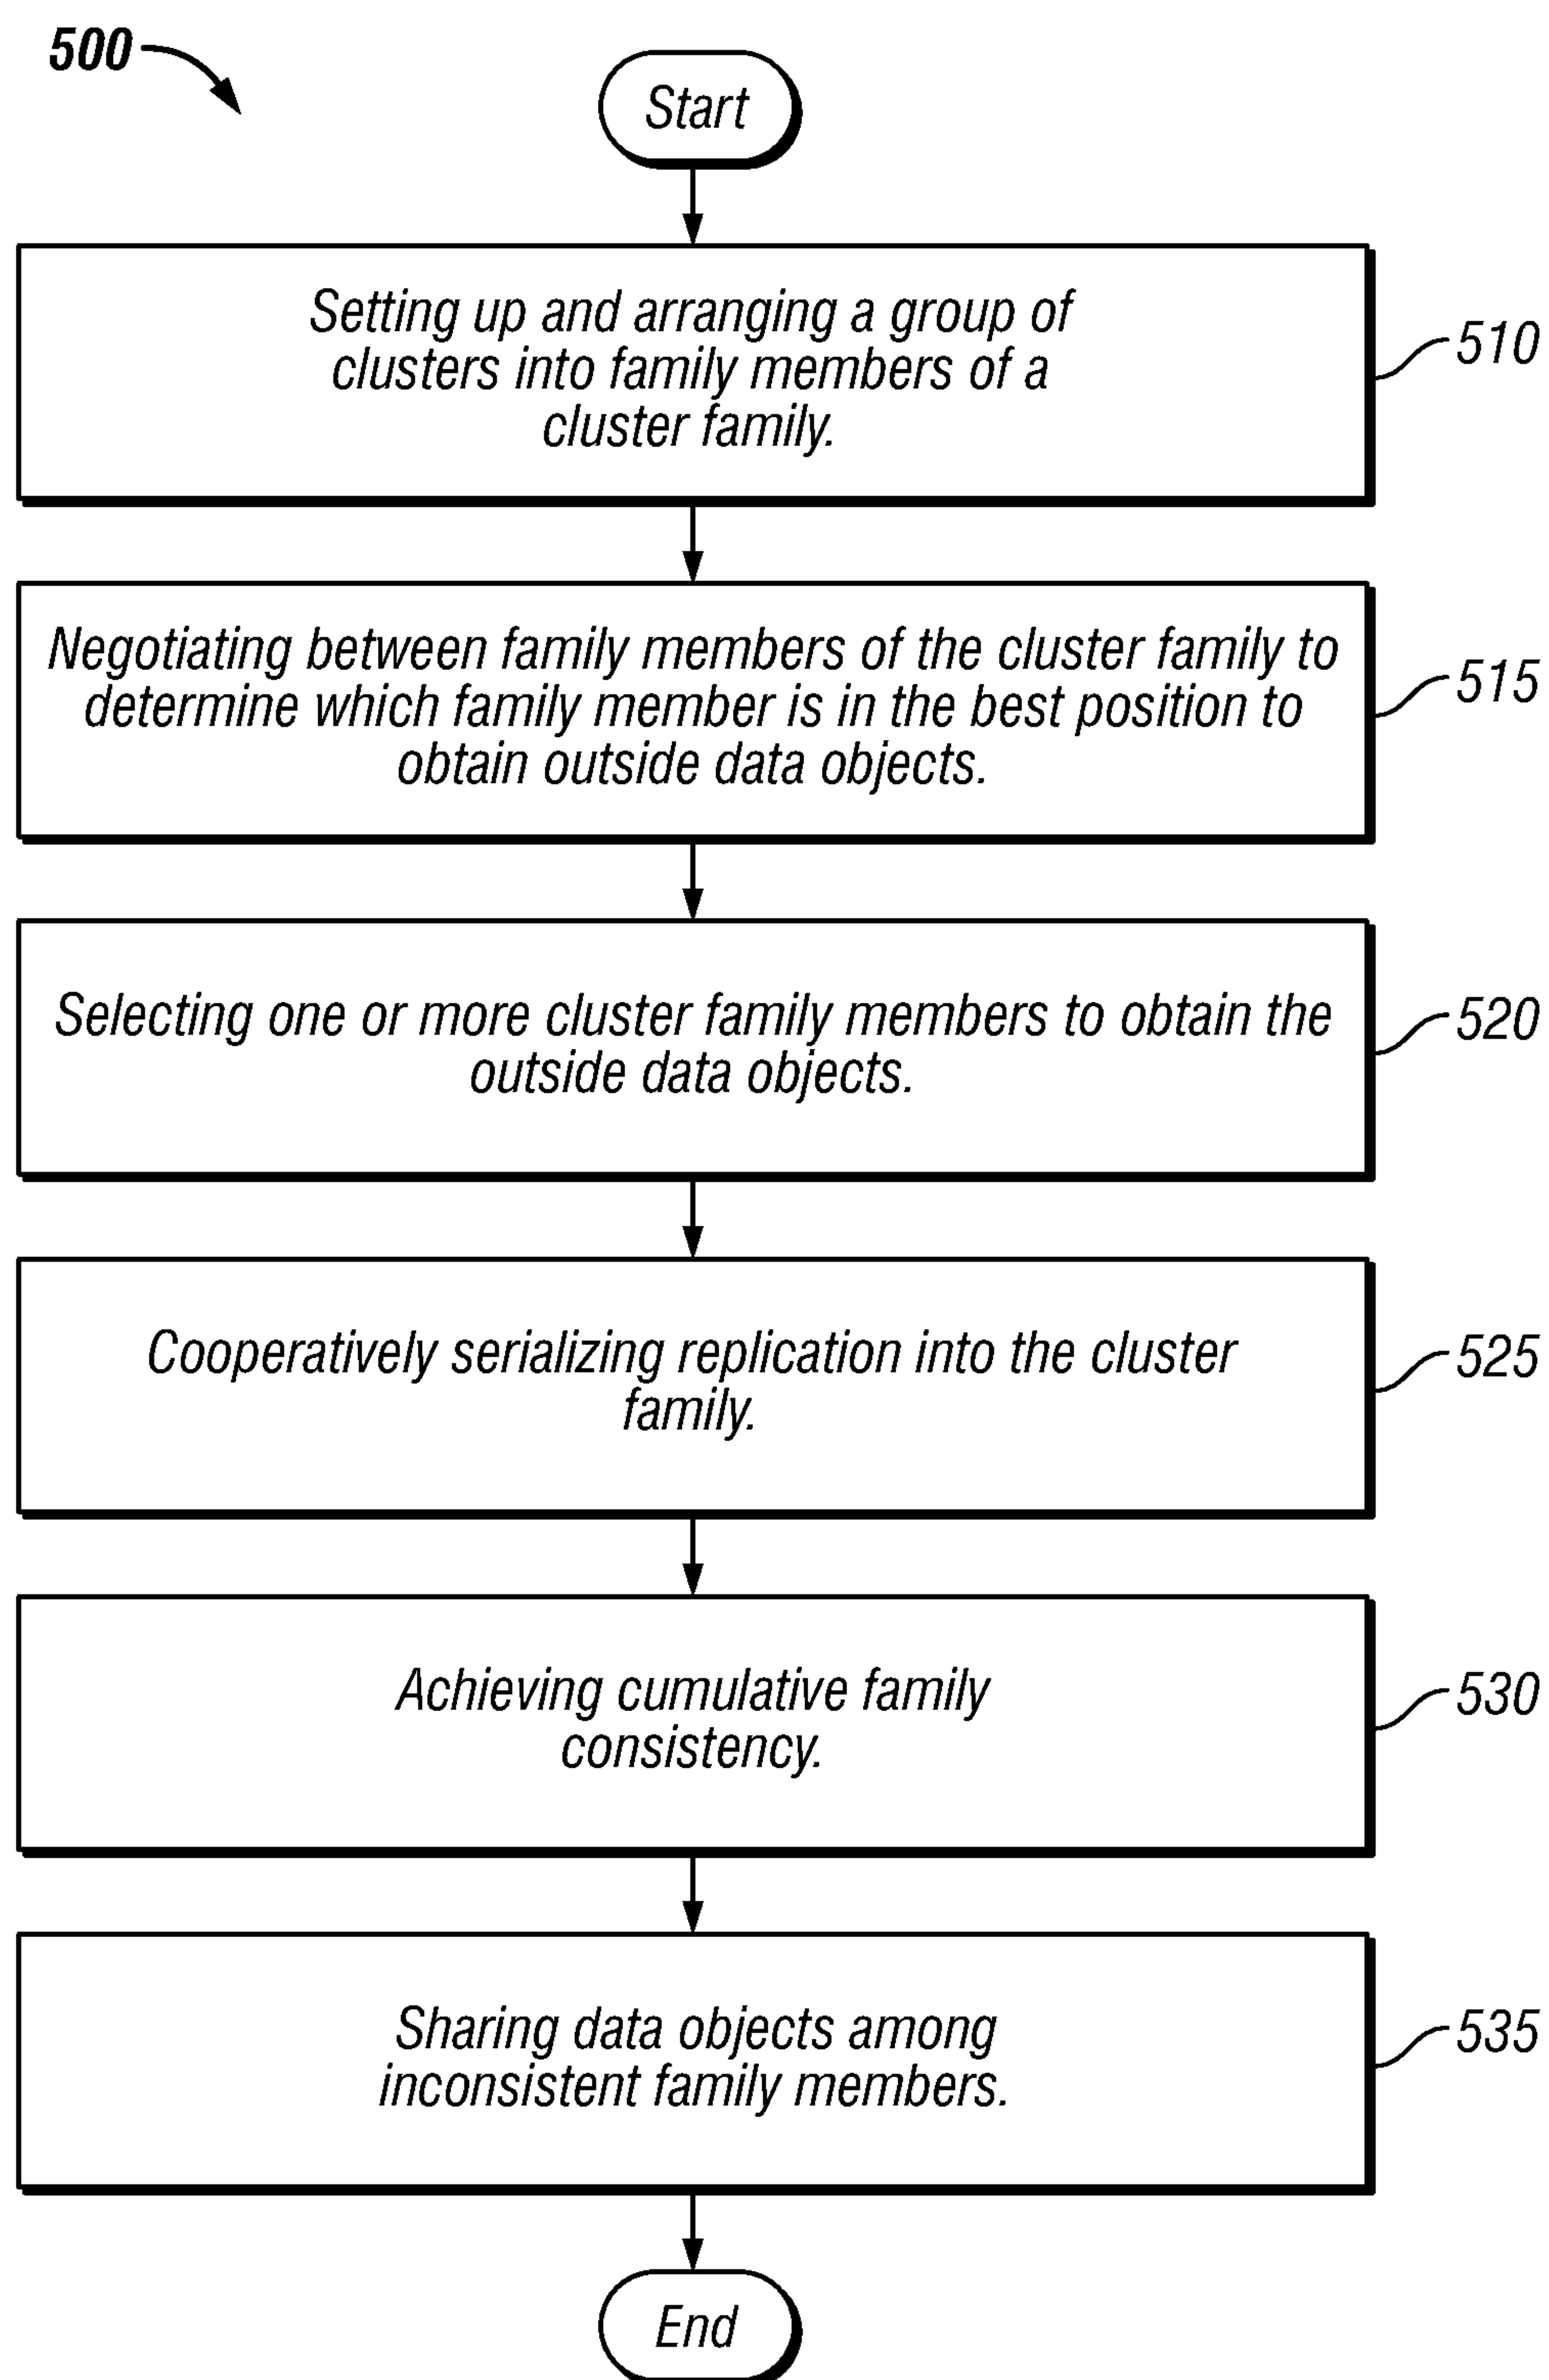 500
Start
Setting up and arranging a group of
clusters into family members of a
cluster family.
510
Negotiating between family members of the cluster family to
determine which family member is in the best position to
obtain outside data objects.
515
Selecting one or more cluster family members to obtain the
outside data objects.
520
Cooperatively serializing replication into the cluster
family.
525
Achieving cumulative family
consistency.
530
Sharing data objects among
inconsistent family members.
535
End